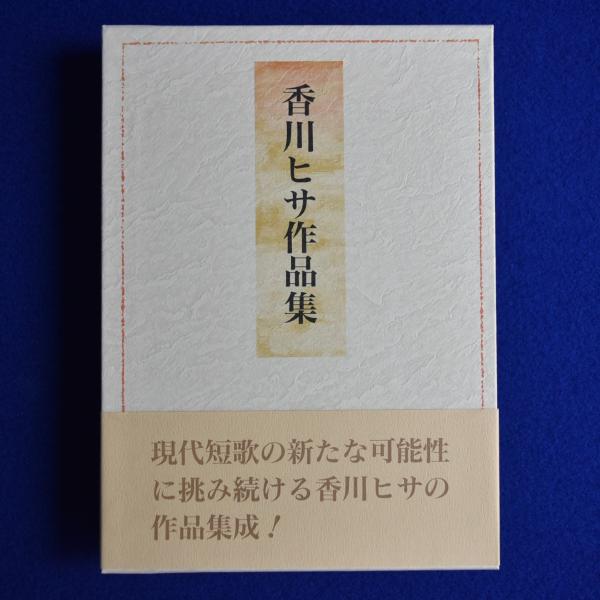 香川ヒサ作品集
現代短歌の新たな可能性
に挑み続ける香川ヒサの
作品集成！